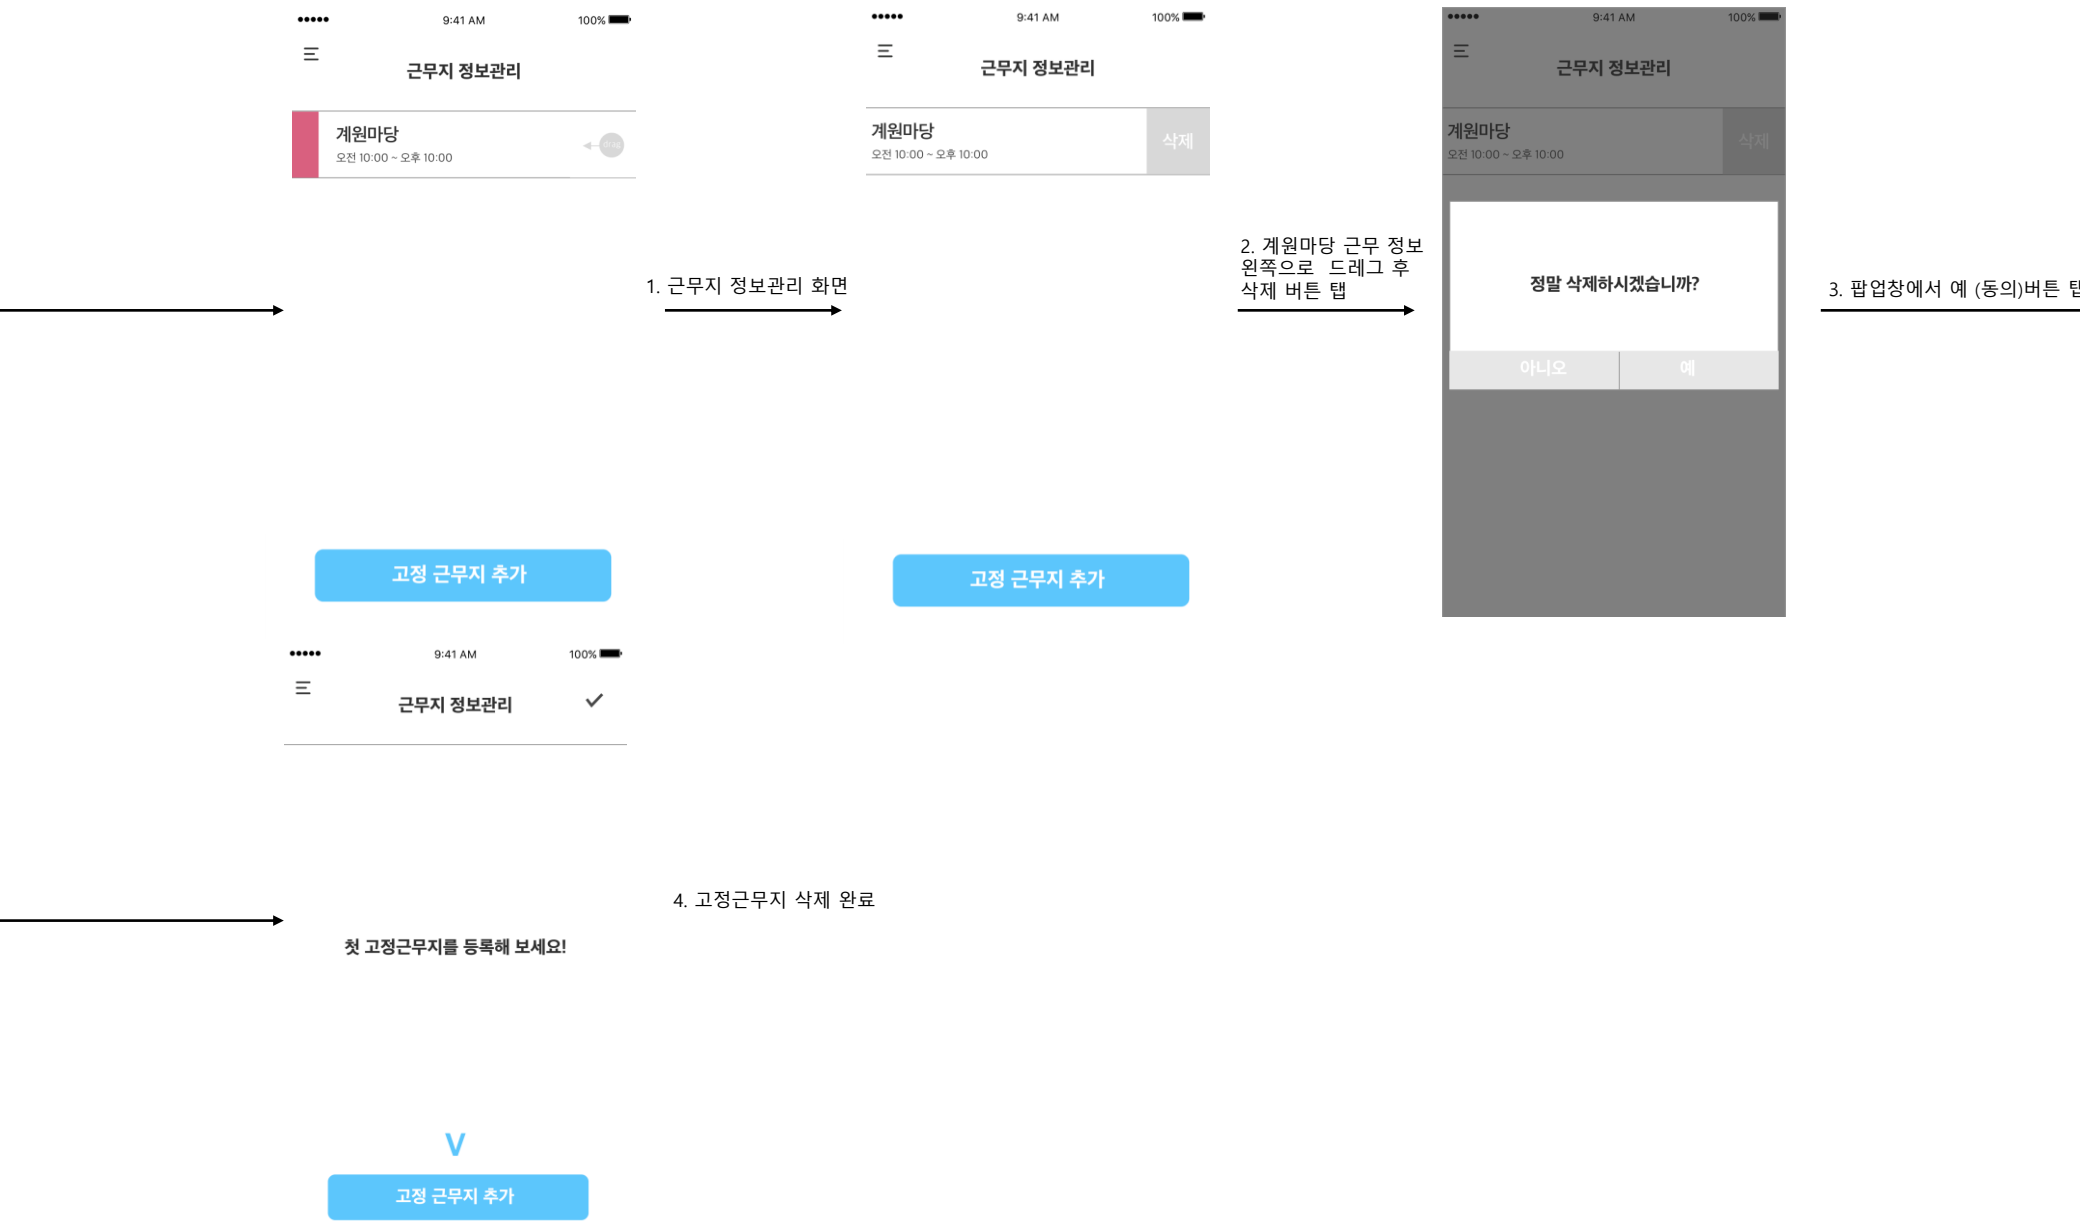 9:41 AM
100%
근무지 정보관리
계원마당
오전 10:00 ~ 오후 10:00
drag
고정 근무지 추가
1. 근무지 정보관리 화면
9:41 AM
100%
근무지 정보관리
계원마당
오전 10:00 ~ 오후 10:00
삭제
고정 근무지 추가
2. 계원마당 근무 정보
왼쪽으로 드레그 후
삭제 버튼 탭
9:41 AM
100%
근무지 정보관리
계원마당
오전 10:00 ~ 오후 10:00
삭제
정말 삭제하시겠습니까?
아니오
예
3. 팝업창에서 예 (동의)버튼 탭
9:41 AM
100%
근무지 정보관리
첫 고정근무지를 등록해 보세요!
V
고정 근무지 추가
4. 고정근무지 삭제 완료